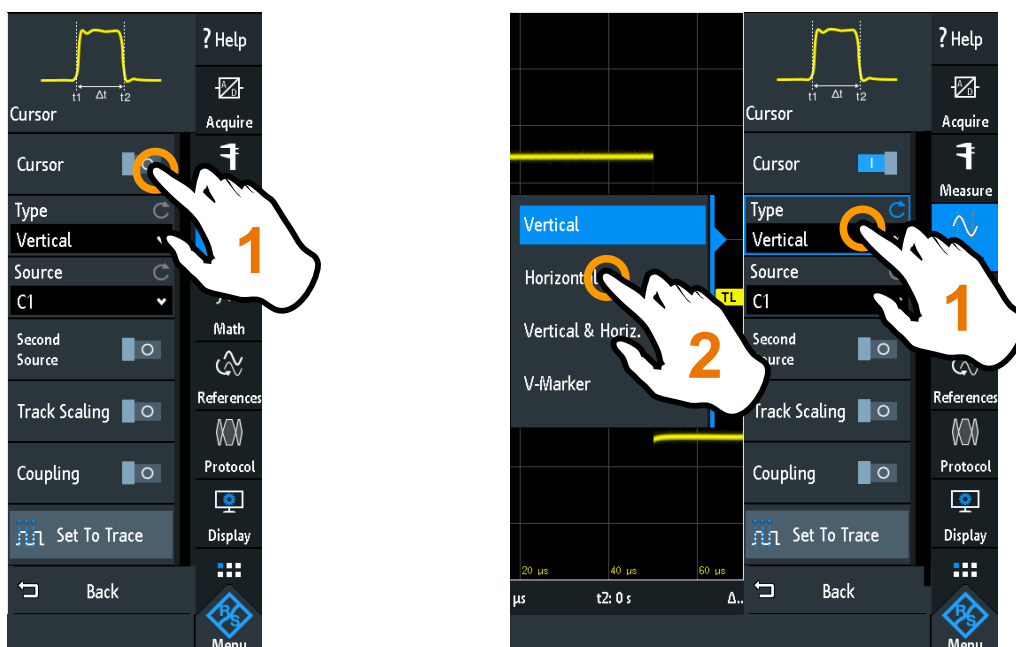 ? Help
t1 Δt t2
Cursor
Acquire
Cursor
Type
Vertical
1
Source
C1
Math
Second
Source
References
Track Scaling
Protocol
Coupling
Set To Trace
Display
Back
R&S
Menu
? Help
t1 Δt t2
Cursor
Acquire
Cursor
Measure
Vertical
Type
Vertical
Horizontal
Source
TL
C1
1
Vertical & Horiz.
Second
2
V-Marker
References
Track Scaling
Protocol
Coupling
Set To Trace
Display
20 µs
40 µs
60 µs
µs
t2: 0 s
Δ..
Back
R&S
Menu